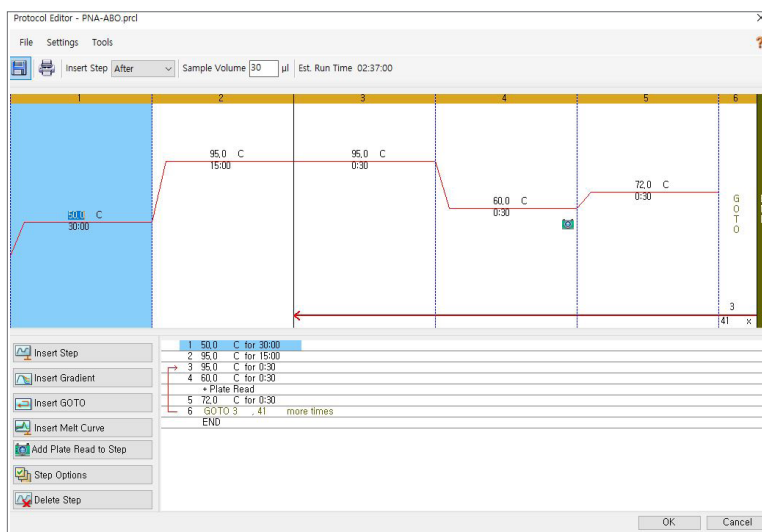 Protocol Editor - PNA-ABO.prcl
File Settings Tools
?
Insert Step After Sample Volume 30 µl Est. Run Time 02:37:00
1 2 3 4 5 6
95,0 C
15:00
95,0 C
0:30
72,0 C
0:30
60,0 C
0:30
50,0 C
30:00
G
O
T
O
3
41 x
Insert Step
Insert Gradient
Insert GOTO
Insert Melt Curve
Add Plate Read to Step
Step Options
Delete Step
1 50,0 C for 30:00
2 95,0 C for 15:00
3 95,0 C for 0:30
4 60,0 C for 0:30
+ Plate Read
5 72,0 C for 0:30
6 GOTO 3 , 41 more times
END
OK Cancel